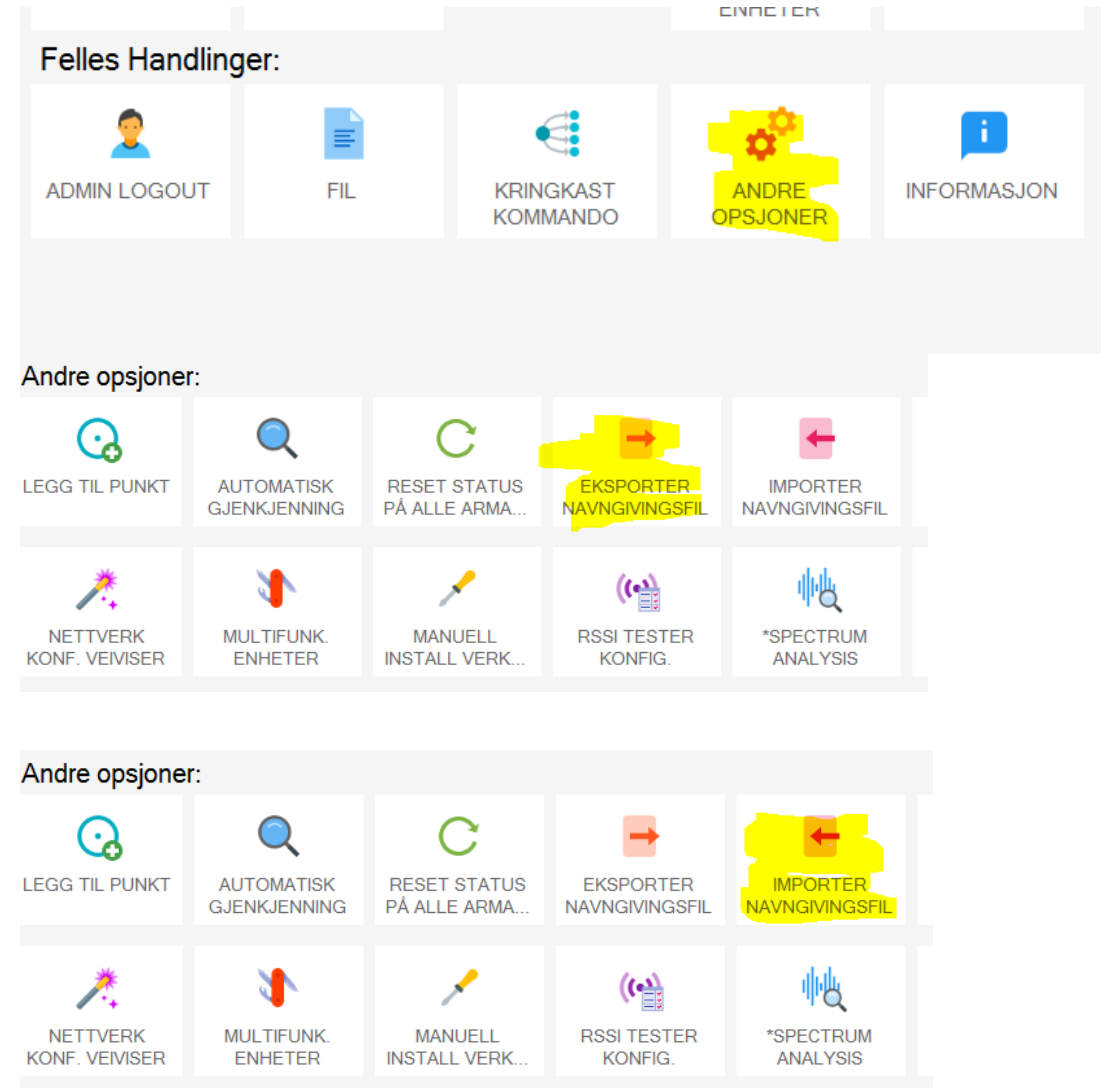 ENHETER
Felles Handlinger:
ADMIN LOGOUT
FIL
KRINGKAST
KOMMANDO
ANDRE
OPSJONER
INFORMASJON
Andre opsjoner:
LEGG TIL PUNKT
AUTOMATISK
GJENKJENNING
RESET STATUS
PÅ ALLE ARMA...
EKSPORTER
NAVNGIVINGSFIL
IMPORTER
NAVNGIVINGSFIL
NETTVERK
KONF. VEIVISER
MULTIFUNK.
ENHETER
MANUELL
INSTALL VERK...
RSSI TESTER
KONFIG.
*SPECTRUM
ANALYSIS
Andre opsjoner:
LEGG TIL PUNKT
AUTOMATISK
GJENKJENNING
RESET STATUS
PÅ ALLE ARMA...
EKSPORTER
NAVNGIVINGSFIL
IMPORTER
NAVNGIVINGSFIL
NETTVERK
KONF. VEIVISER
MULTIFUNK.
ENHETER
MANUELL
INSTALL VERK...
RSSI TESTER
KONFIG.
*SPECTRUM
ANALYSIS